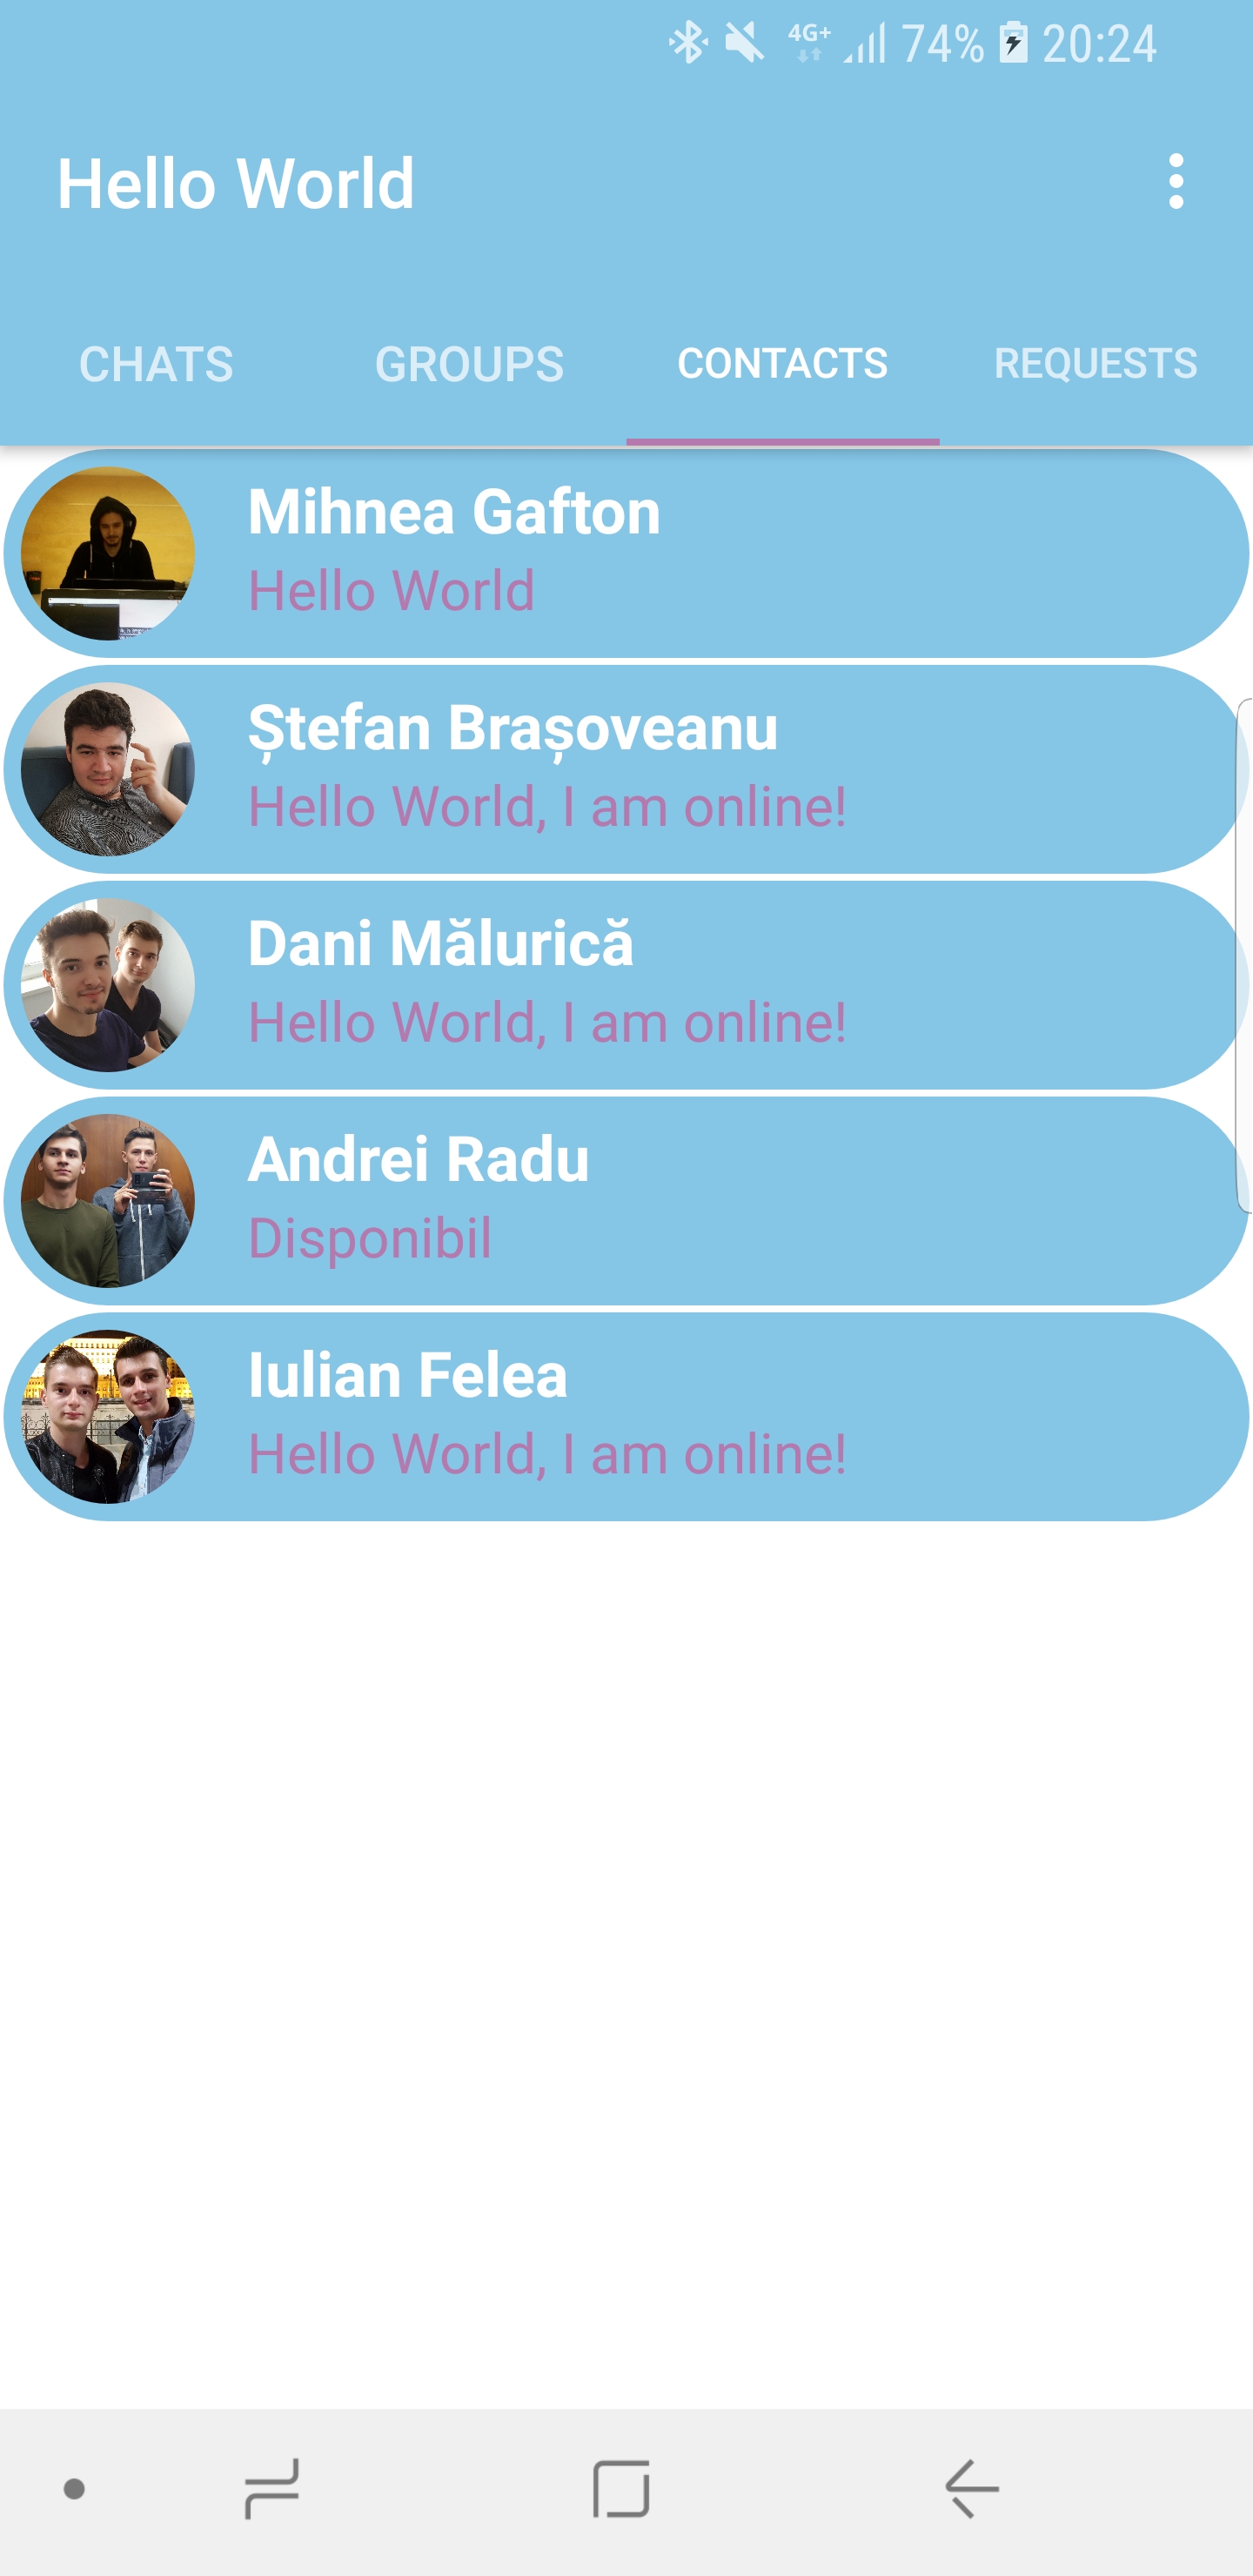 4G+ 74% 20:24
Hello World
CHATS GROUPS CONTACTS REQUESTS
Mihnea Gafton
Hello World
Ștefan Brașoveanu
Hello World, I am online!
Dani Mălurică
Hello World, I am online!
Andrei Radu
Disponibil
Iulian Felea
Hello World, I am online!